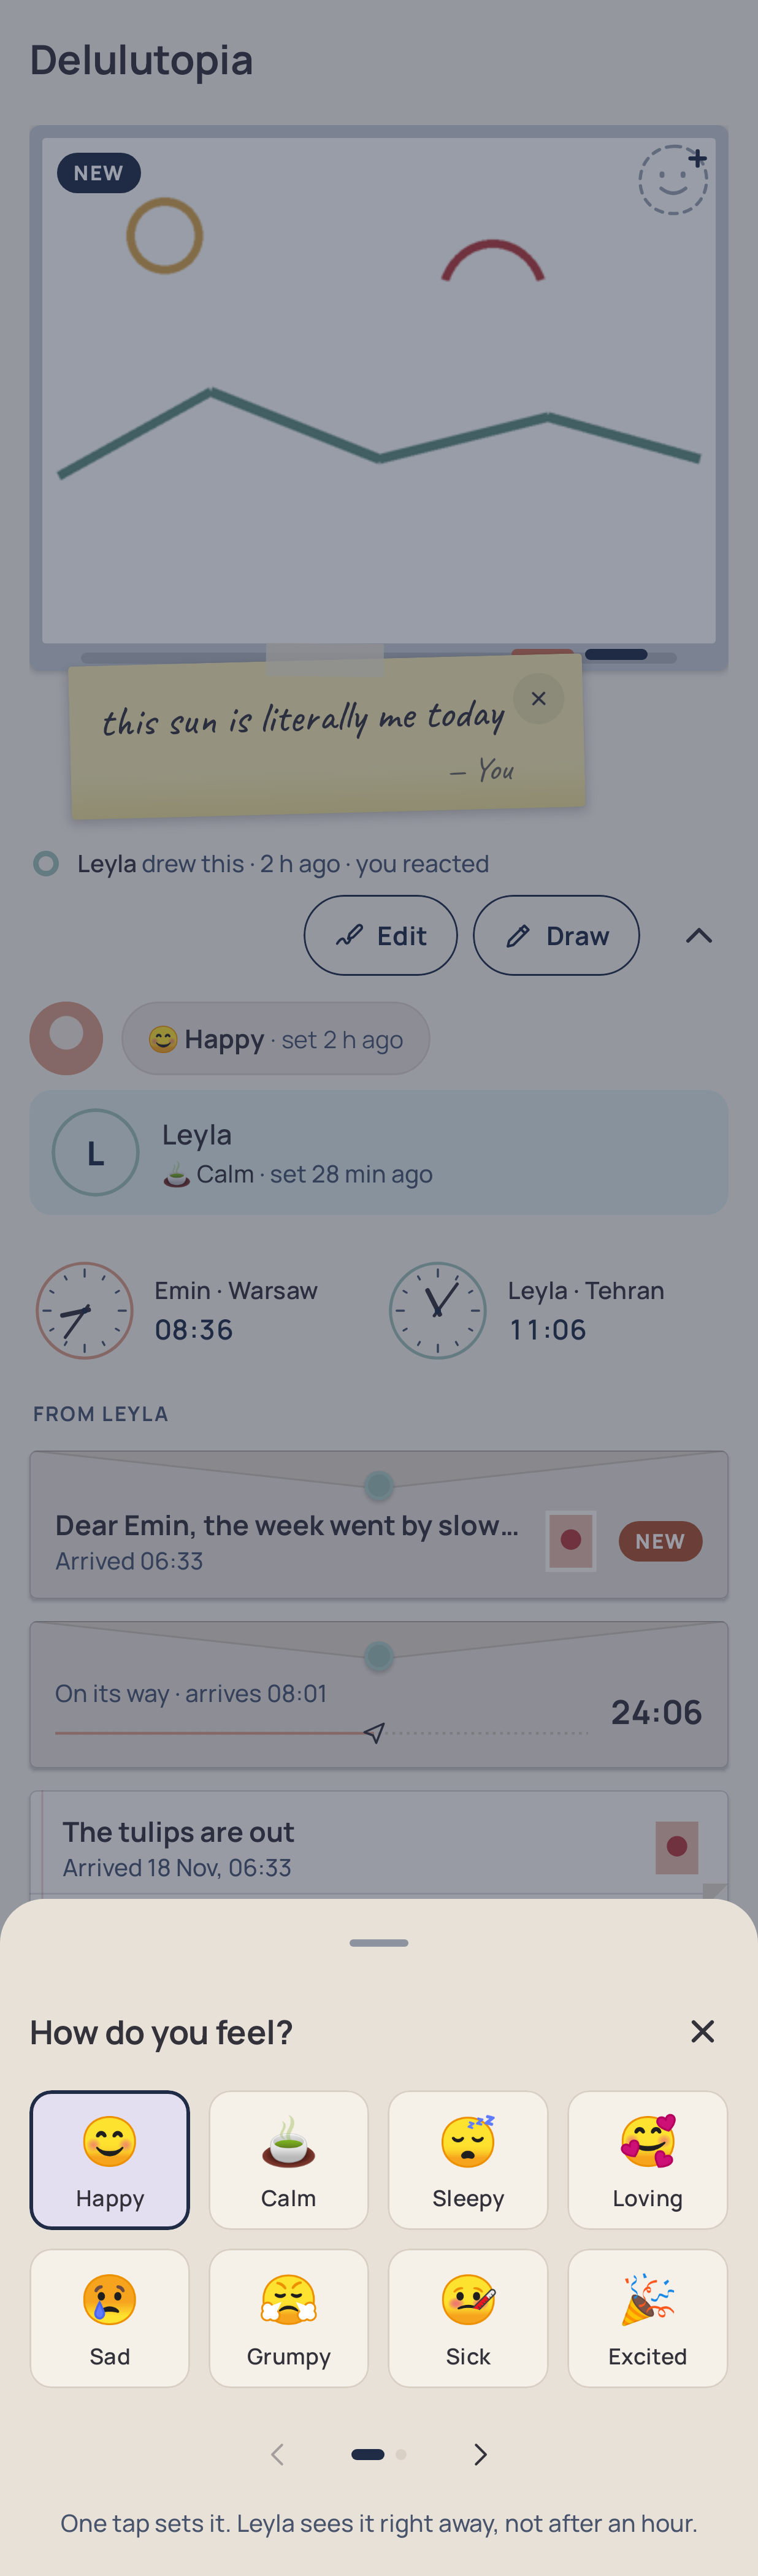 Delulutopia
NEW
this sun is literally me today
– You
Leyla drew this · 2 h ago · you reacted
Edit
Draw
Happy · set 2 h ago
L
Leyla
Calm · set 28 min ago
Emin · Warsaw
08:36
Leyla · Tehran
11:06
FROM LEYLA
Dear Emin, the week went by slow...
Arrived 06:33
NEW
On its way · arrives 08:01
24:06
The tulips are out
Arrived 18 Nov, 06:33
How do you feel?
Happy
Calm
Sleepy
Loving
Sad
Grumpy
Sick
Excited
One tap sets it. Leyla sees it right away, not after an hour.